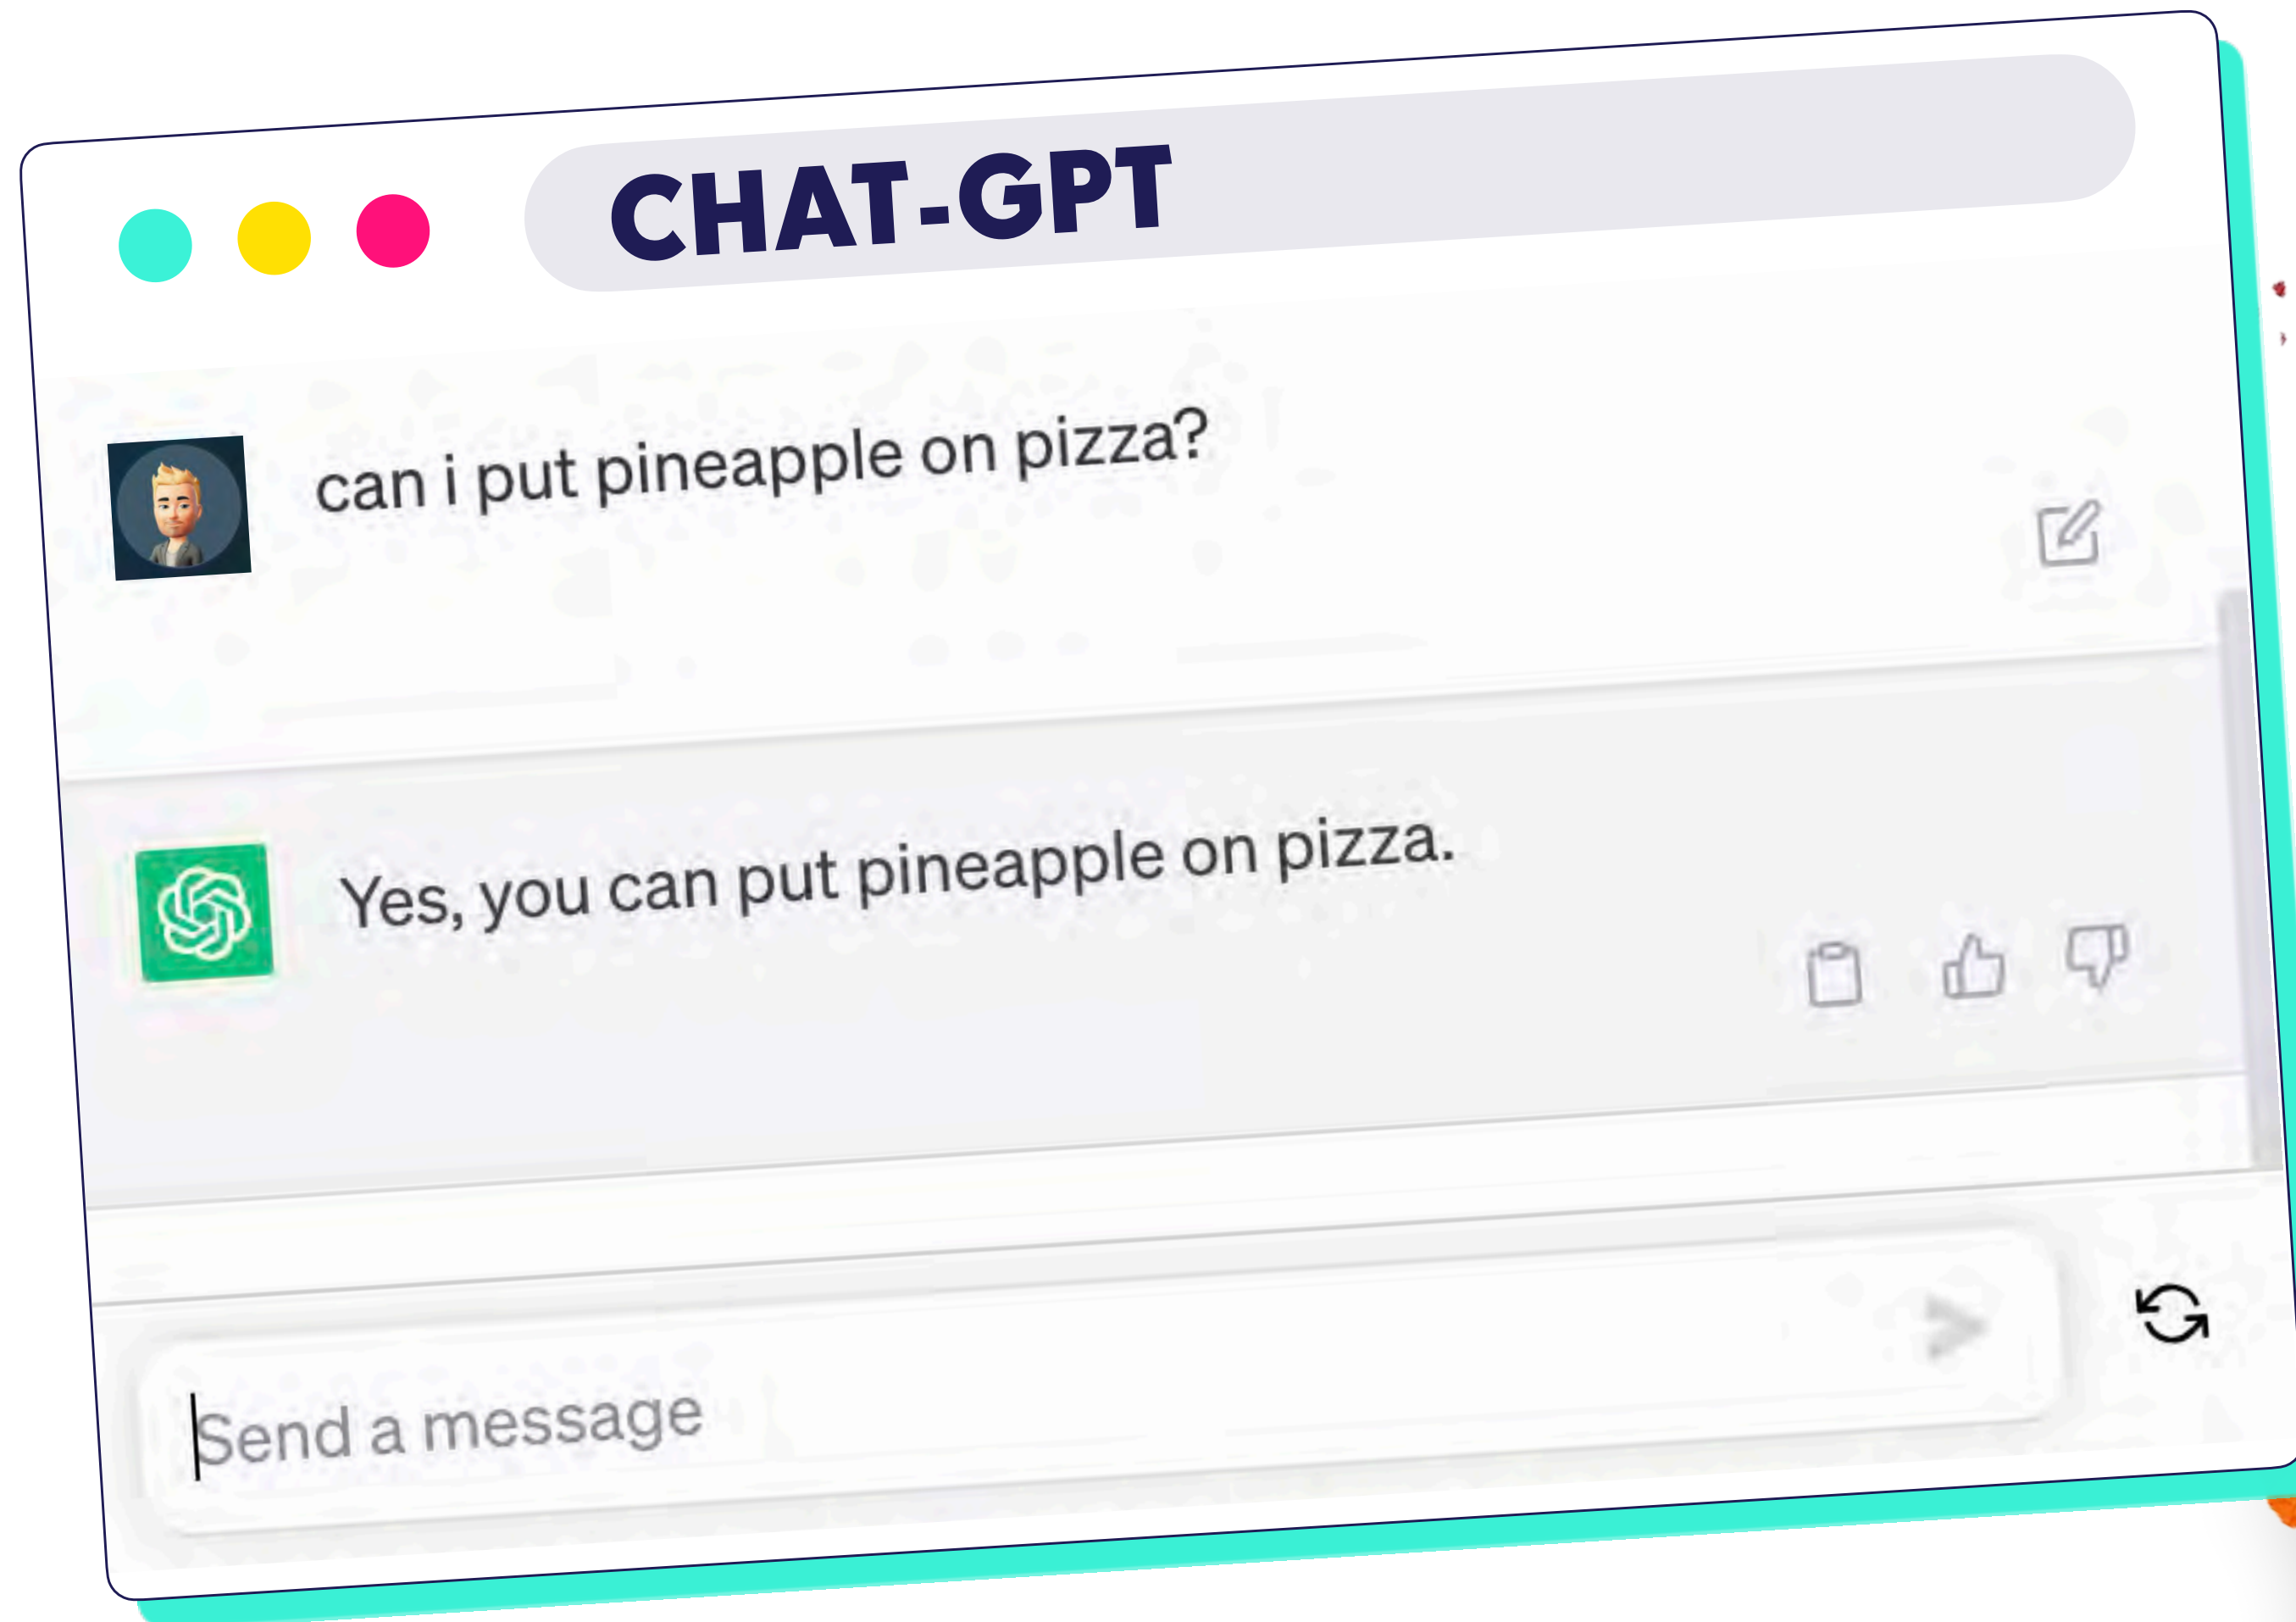 CHAT-GPT
can i put pineapple on pizza?
Yes, you can put pineapple on pizza.
Send a message